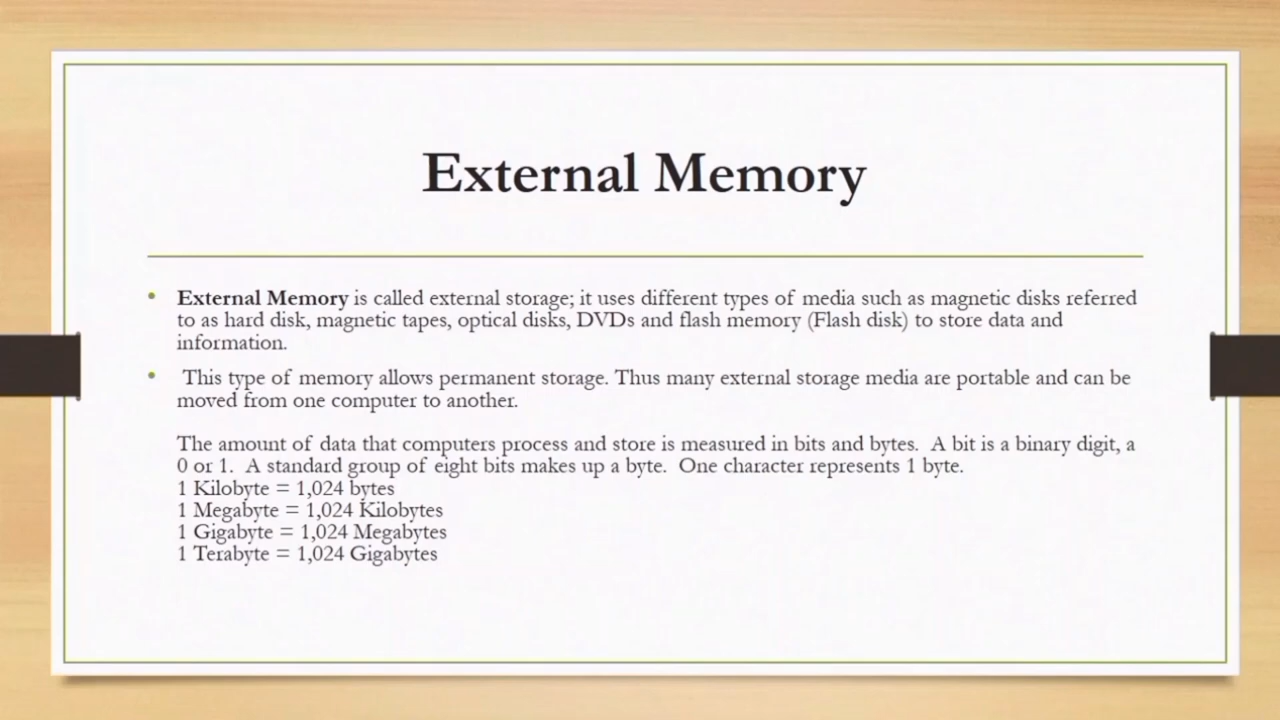 External Memory
• External Memory is called external storage; it uses different types of media such as magnetic disks referred
to as hard disk, magnetic tapes, optical disks, DVDs and flash memory (Flash disk) to store data and
information.
• This type of memory allows permanent storage. Thus many external storage media are portable and can be
moved from one computer to another.
The amount of data that computers process and store is measured in bits and bytes.  A bit is a binary digit, a
0 or 1.  A standard group of eight bits makes up a byte.  One character represents 1 byte.
1 Kilobyte = 1,024 bytes
1 Megabyte = 1,024 Kilobytes
1 Gigabyte = 1,024 Megabytes
1 Terabyte = 1,024 Gigabytes